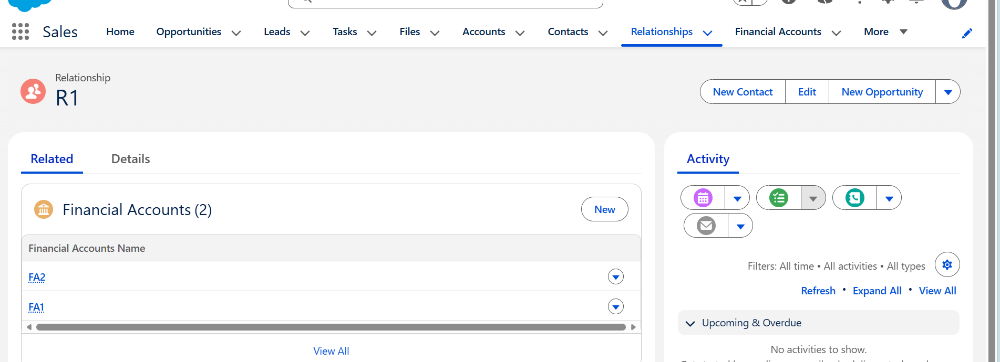 Sales
Home
Opportunities
Leads
Tasks
Files
Accounts
Contacts
Relationships
Financial Accounts
More
Relationship
R1
New Contact
Edit
New Opportunity
Related
Details
Financial Accounts (2)
New
Financial Accounts Name
FA2
FA1
View All
Activity
Filters: All time • All activities • All types
Refresh • Expand All • View All
Upcoming & Overdue
No activities to show.